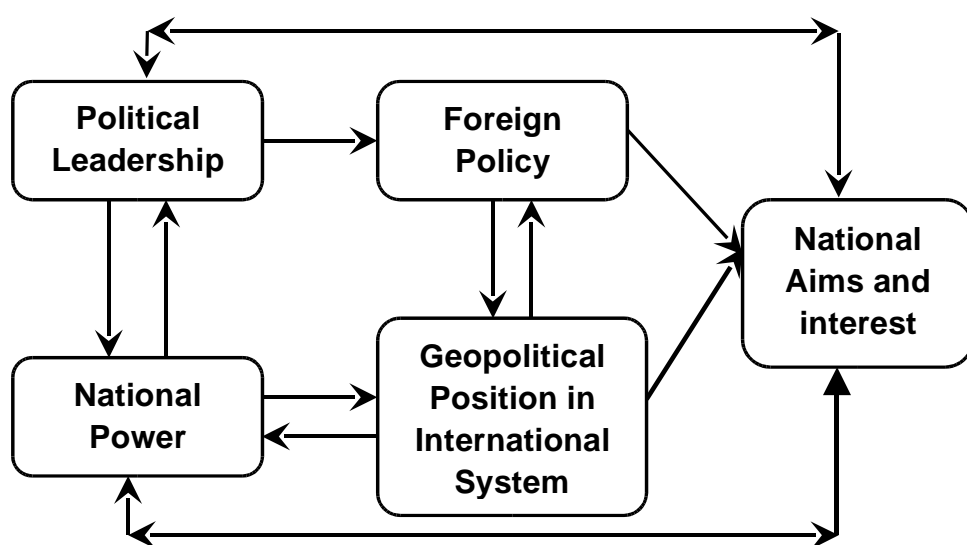 Political
Leadership
Foreign
Policy
National
Aims and
interest
National
Power
Geopolitical
Position in
International
System